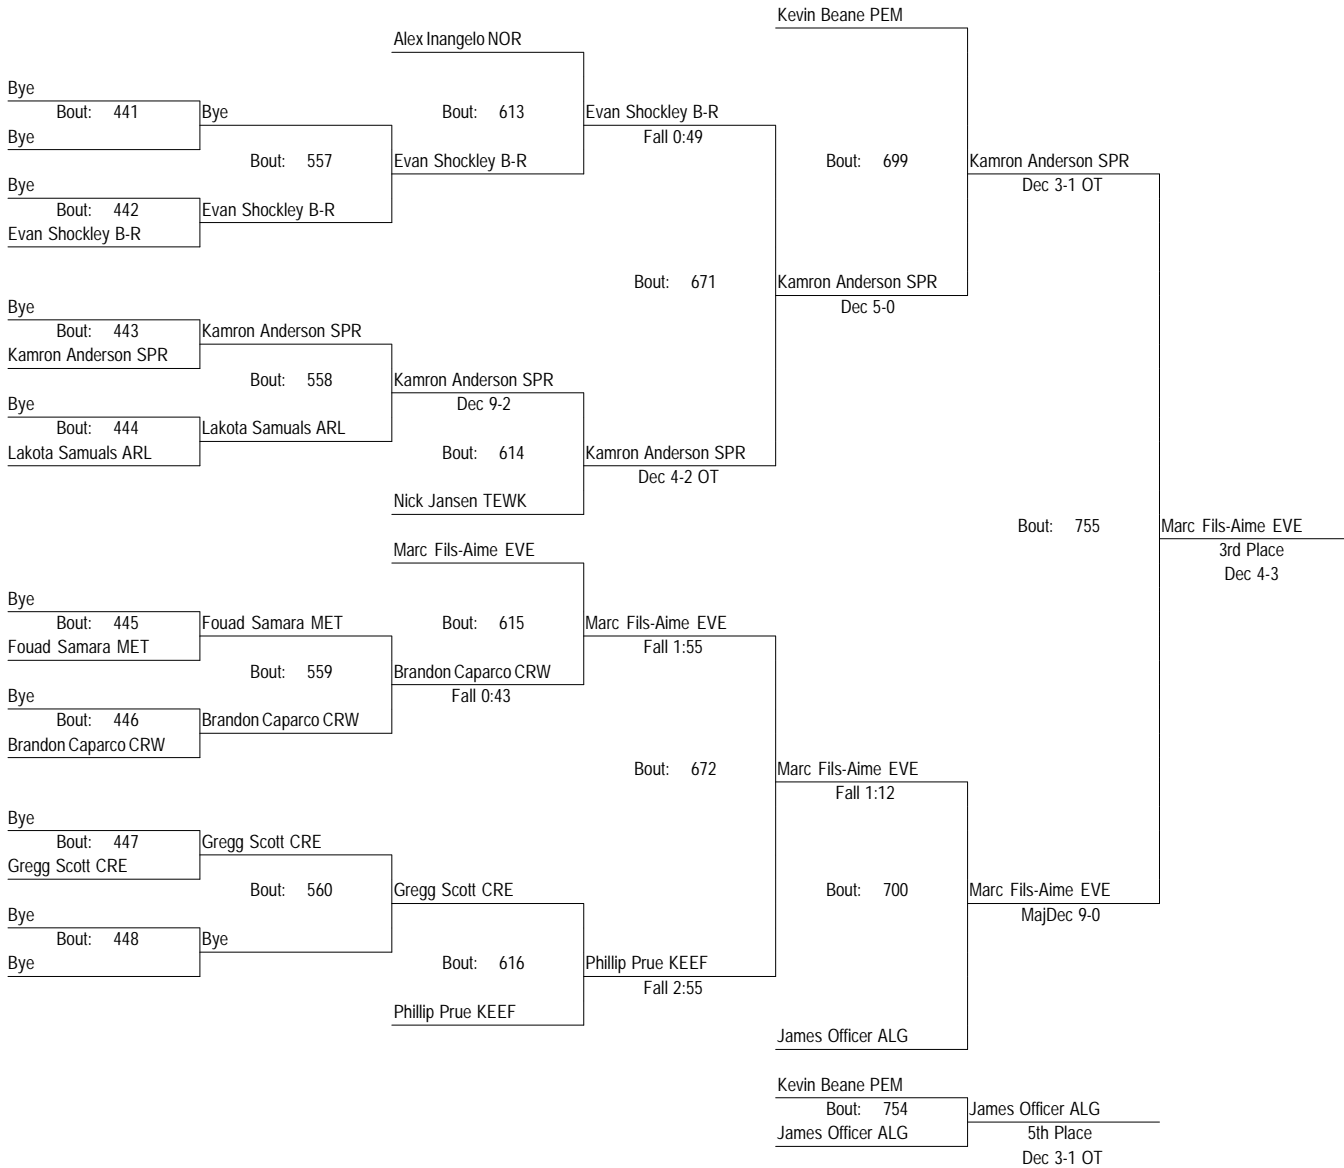 Kevin Beane PEM
Alex Inangelo NOR
Bye
Bout: 441
Bye
Bye
Bout: 613
Evan Shockley B-R
Fall 0:49
Bout: 557
Evan Shockley B-R
Bout: 699
Kamron Anderson SPR
Dec 3-1 OT
Bye
Bout: 442
Evan Shockley B-R
Evan Shockley B-R
Bout: 671
Kamron Anderson SPR
Dec 5-0
Bye
Bout: 443
Kamron Anderson SPR
Kamron Anderson SPR
Bout: 558
Kamron Anderson SPR
Dec 9-2
Bye
Bout: 444
Lakota Samuals ARL
Lakota Samuals ARL
Bout: 614
Kamron Anderson SPR
Dec 4-2 OT
Nick Jansen TEWK
Bout: 755
Marc Fils-Aime EVE
3rd Place
Dec 4-3
Marc Fils-Aime EVE
Bye
Bout: 445
Fouad Samara MET
Fouad Samara MET
Bout: 615
Marc Fils-Aime EVE
Fall 1:55
Bout: 559
Brandon Caparco CRW
Fall 0:43
Bye
Bout: 446
Brandon Caparco CRW
Brandon Caparco CRW
Bout: 672
Marc Fils-Aime EVE
Fall 1:12
Bye
Bout: 447
Gregg Scott CRE
Gregg Scott CRE
Bout: 560
Gregg Scott CRE
Bout: 700
Marc Fils-Aime EVE
MajDec 9-0
Bye
Bout: 448
Bye
Bye
Bout: 616
Phillip Prue KEEF
Fall 2:55
Phillip Prue KEEF
James Officer ALG
Kevin Beane PEM
Bout: 754
James Officer ALG
James Officer ALG
5th Place
Dec 3-1 OT